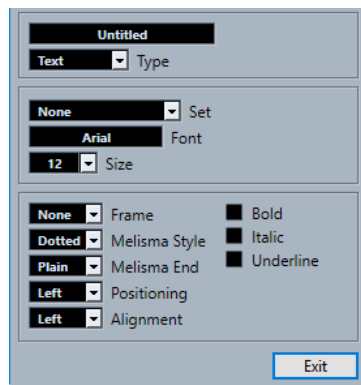 Untitled
Text Type
None Set
Arial Font
12 Size
None Frame Bold
Dotted Melisma Style Italic
Plain Melisma End Underline
Left Positioning
Left Alignment
Exit